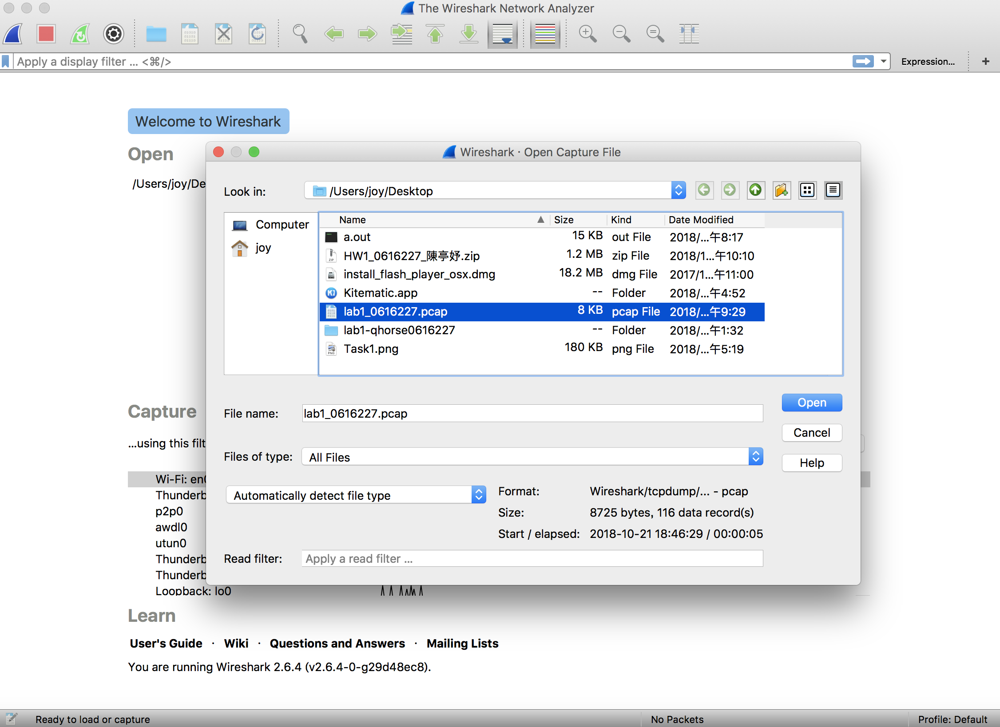 The Wireshark Network Analyzer
Apply a display filter ... <⌘/>
Expression...
+
Welcome to Wireshark
Open
/Users/joy/De
Wireshark · Open Capture File
Look in:
/Users/joy/Desktop
Computer
joy
Name Size Kind Date Modified
a.out 15 KB out File 2018/...午8:17
HW1_0616227_陳亭妤.zip 1.2 MB zip File 2018/1...午10:10
install_flash_player_osx.dmg 18.2 MB dmg File 2017/1...午11:00
Kitematic.app -- Folder 2018/...午4:52
lab1_0616227.pcap 8 KB pcap File 2018/...午9:29
lab1-qhorse0616227 -- Folder 2018/...午1:32
Task1.png 180 KB png File 2018/...午5:19
File name: lab1_0616227.pcap
Open
Cancel
Files of type: All Files
Help
Automatically detect file type
Format: Wireshark/tcpdump/... - pcap
Size: 8725 bytes, 116 data record(s)
Start / elapsed: 2018-10-21 18:46:29 / 00:00:05
Read filter: Apply a read filter ...
Capture
...using this filt
Wi-Fi: en0
Thunderb
p2p0
awdl0
utun0
Thunderb
Thunderb
Loopback: lo0
Learn
User's Guide · Wiki · Questions and Answers · Mailing Lists
You are running Wireshark 2.6.4 (v2.6.4-0-g29d48ec8).
Ready to load or capture
No Packets
Profile: Default